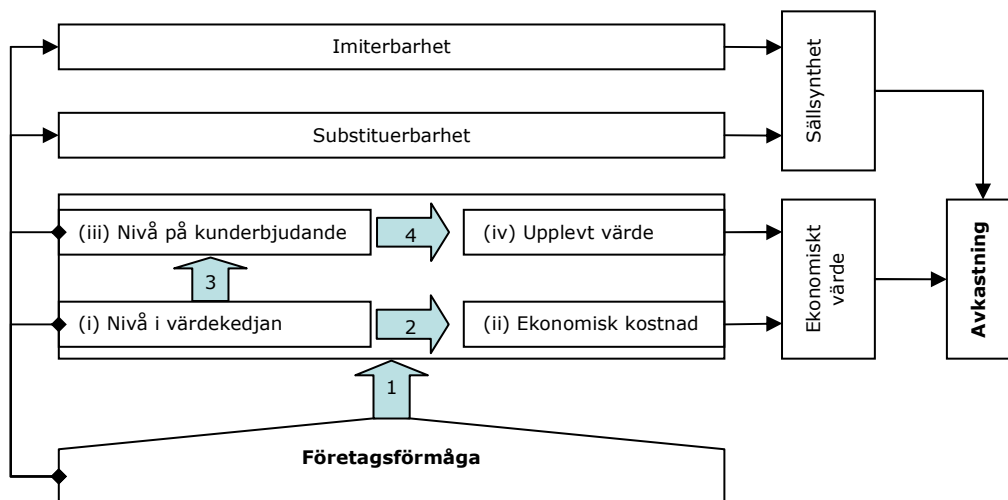 Imiterbarhet
Substituerbarhet
Sällsynthet
(iii) Nivå på kunderbjudande
4
(iv) Upplevt värde
3
(i) Nivå i värdekedjan
2
(ii) Ekonomisk kostnad
Ekonomiskt
värde
Avkastning
1
Företagsförmåga